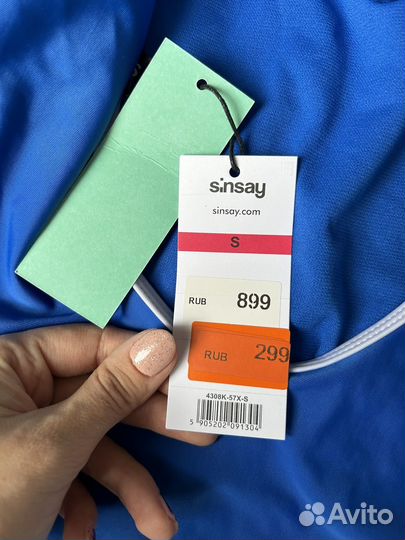 sinsay
sinsay.com
S
RUB 899
RUB 299
4308K-57X-S
5 905202 091304
Avito